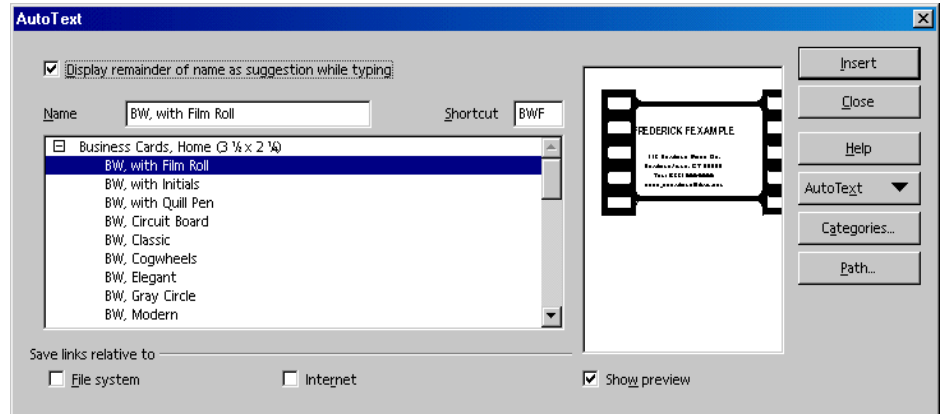 AutoText
Display remainder of name as suggestion while typing
Name
BW, with Film Roll
Shortcut
BWF
Business Cards, Home (3 ½ x 2 ¼)
BW, with Film Roll
BW, with Initials
BW, with Quill Pen
BW, Circuit Board
BW, Classic
BW, Cogwheels
BW, Elegant
BW, Gray Circle
BW, Modern
Save links relative to
File system
Internet
FREDERICK FEXAMPLE
Show preview
Insert
Close
Help
AutoText
Categories...
Path...